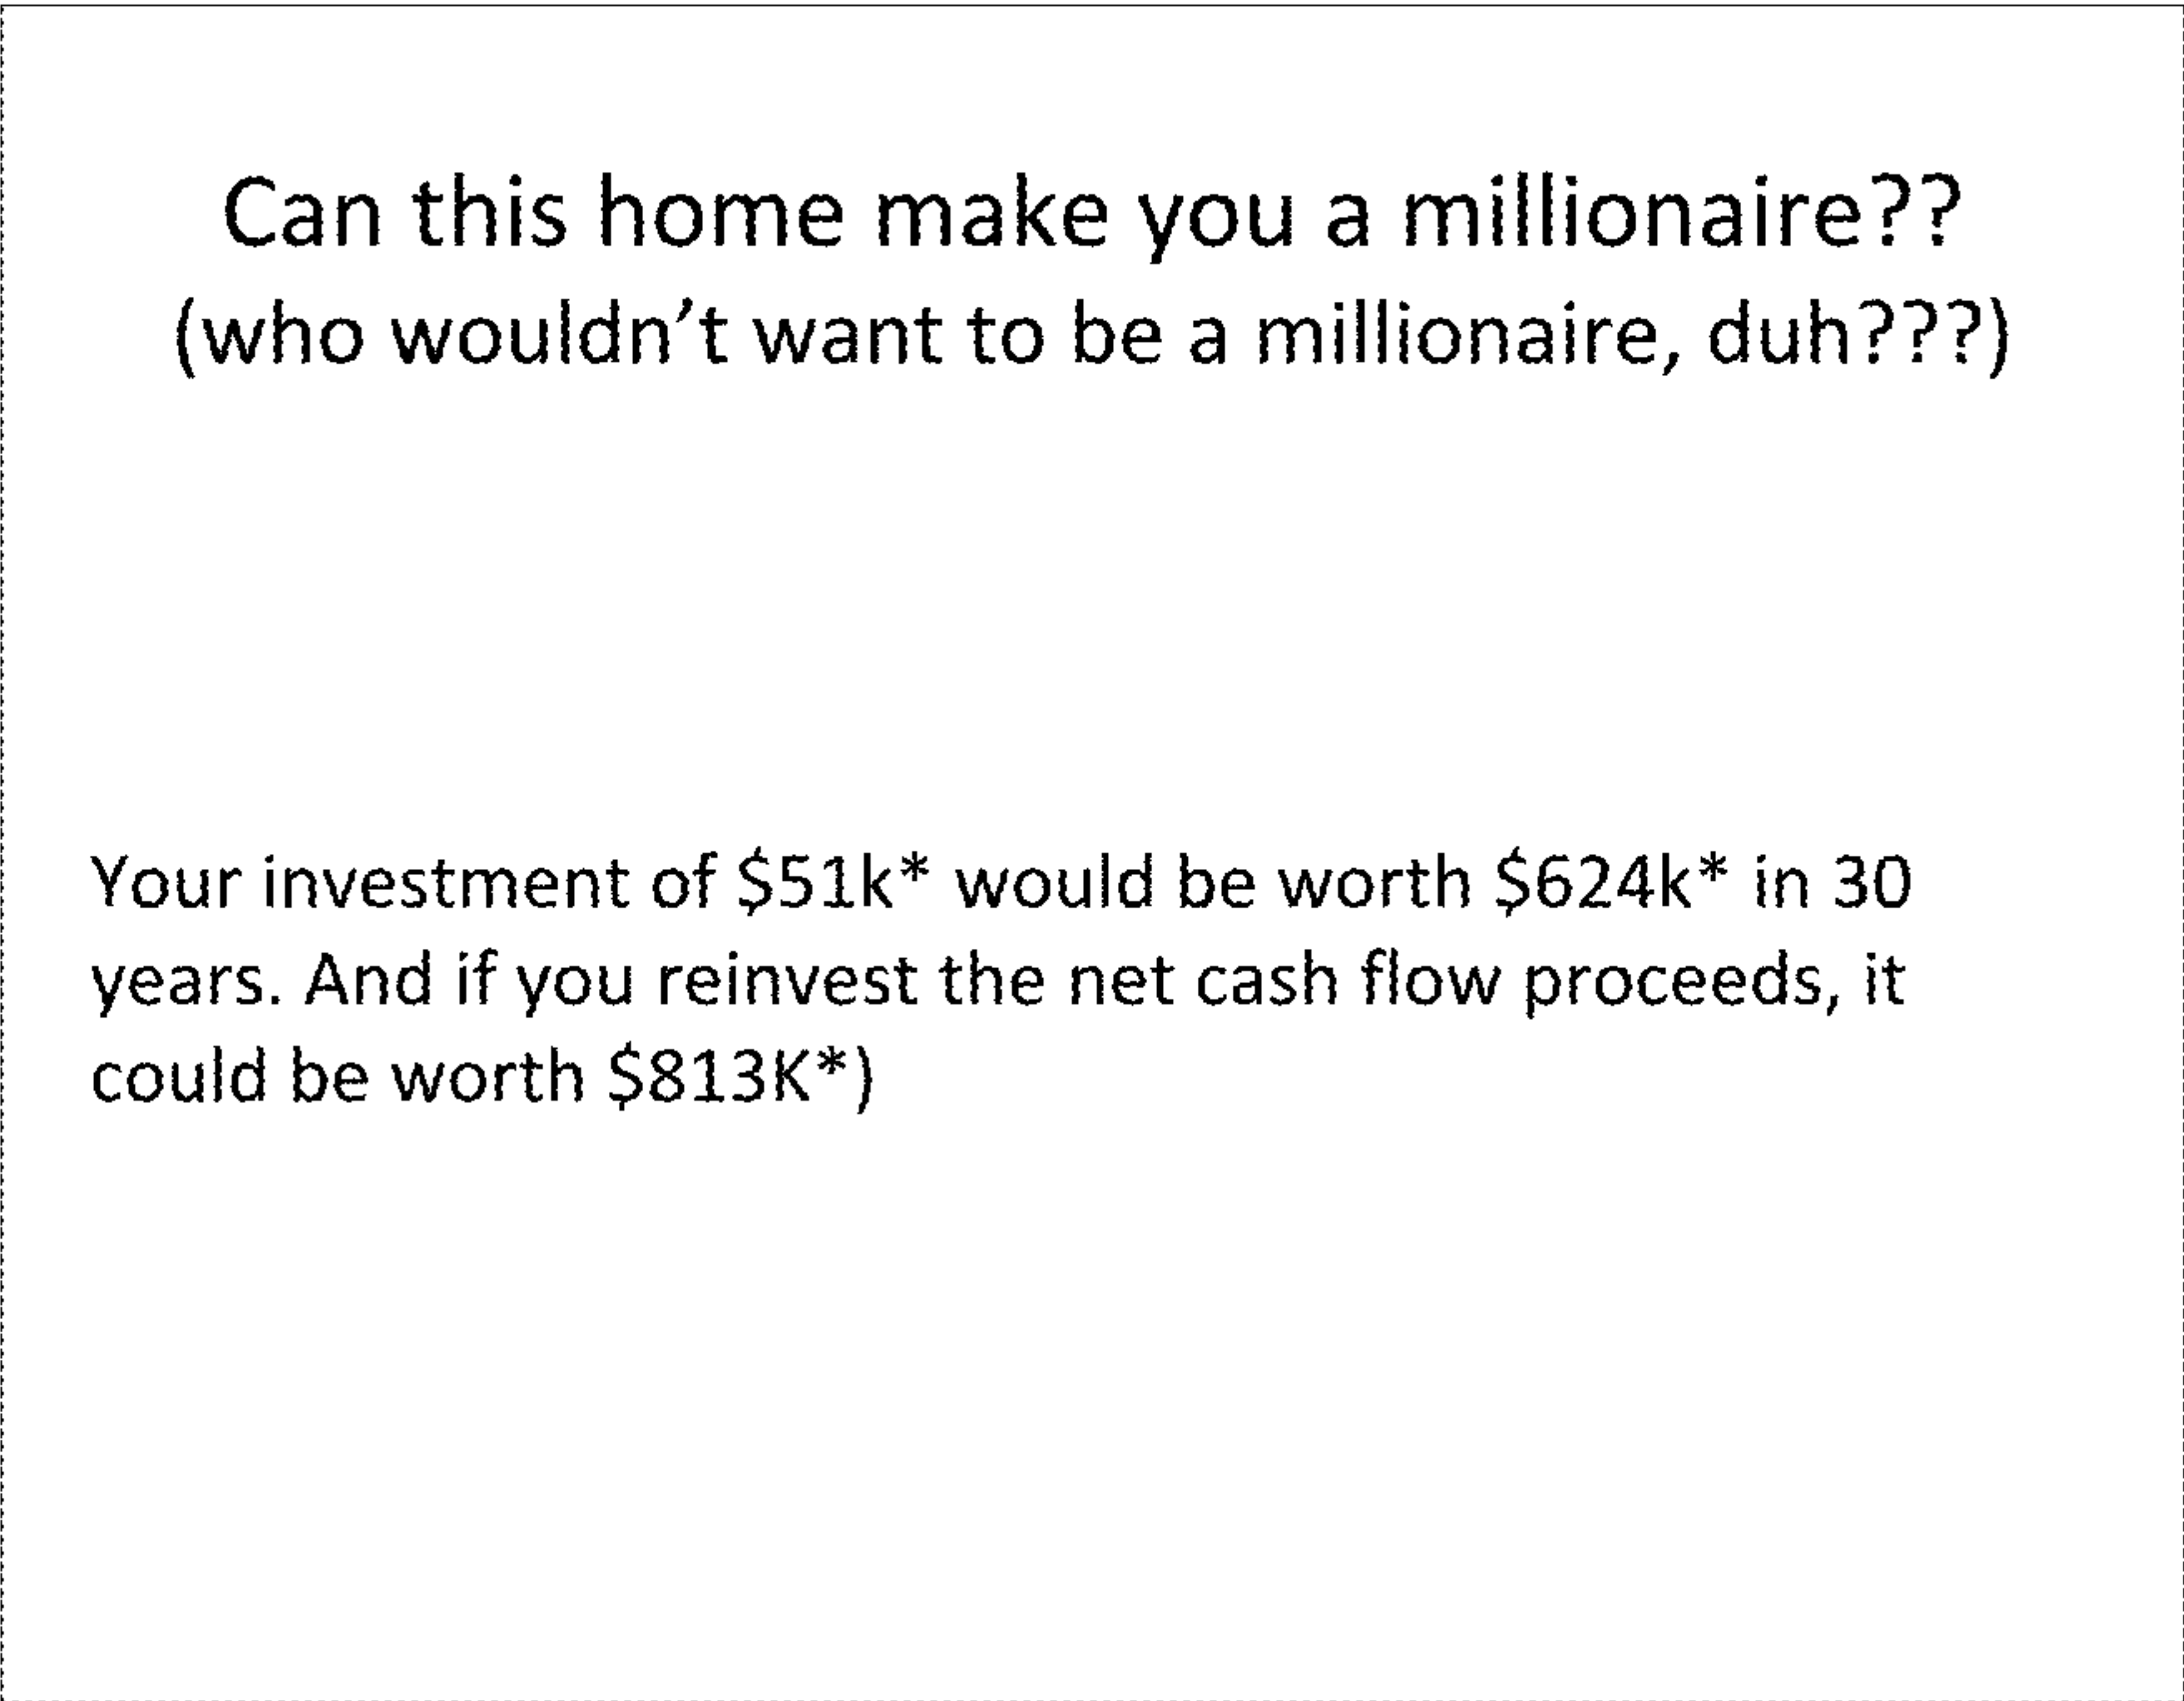 Can this home make you a millionaire??
(who wouldn’t want to be a millionaire, duh???)
Your investment of $51k* would be worth $624k* in 30
years. And if you reinvest the net cash flow proceeds, it
could be worth $813K*)